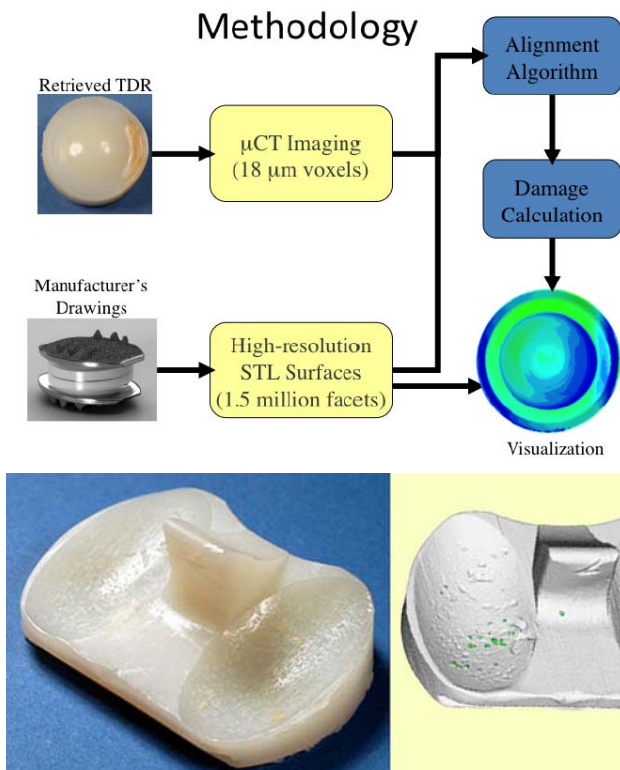 Methodology
Retrieved TDR
μCT Imaging
(18 μm voxels)
Alignment
Algorithm
Damage
Calculation
Manufacturer's
Drawings
High-resolution
STL Surfaces
(1.5 million facets)
Visualization